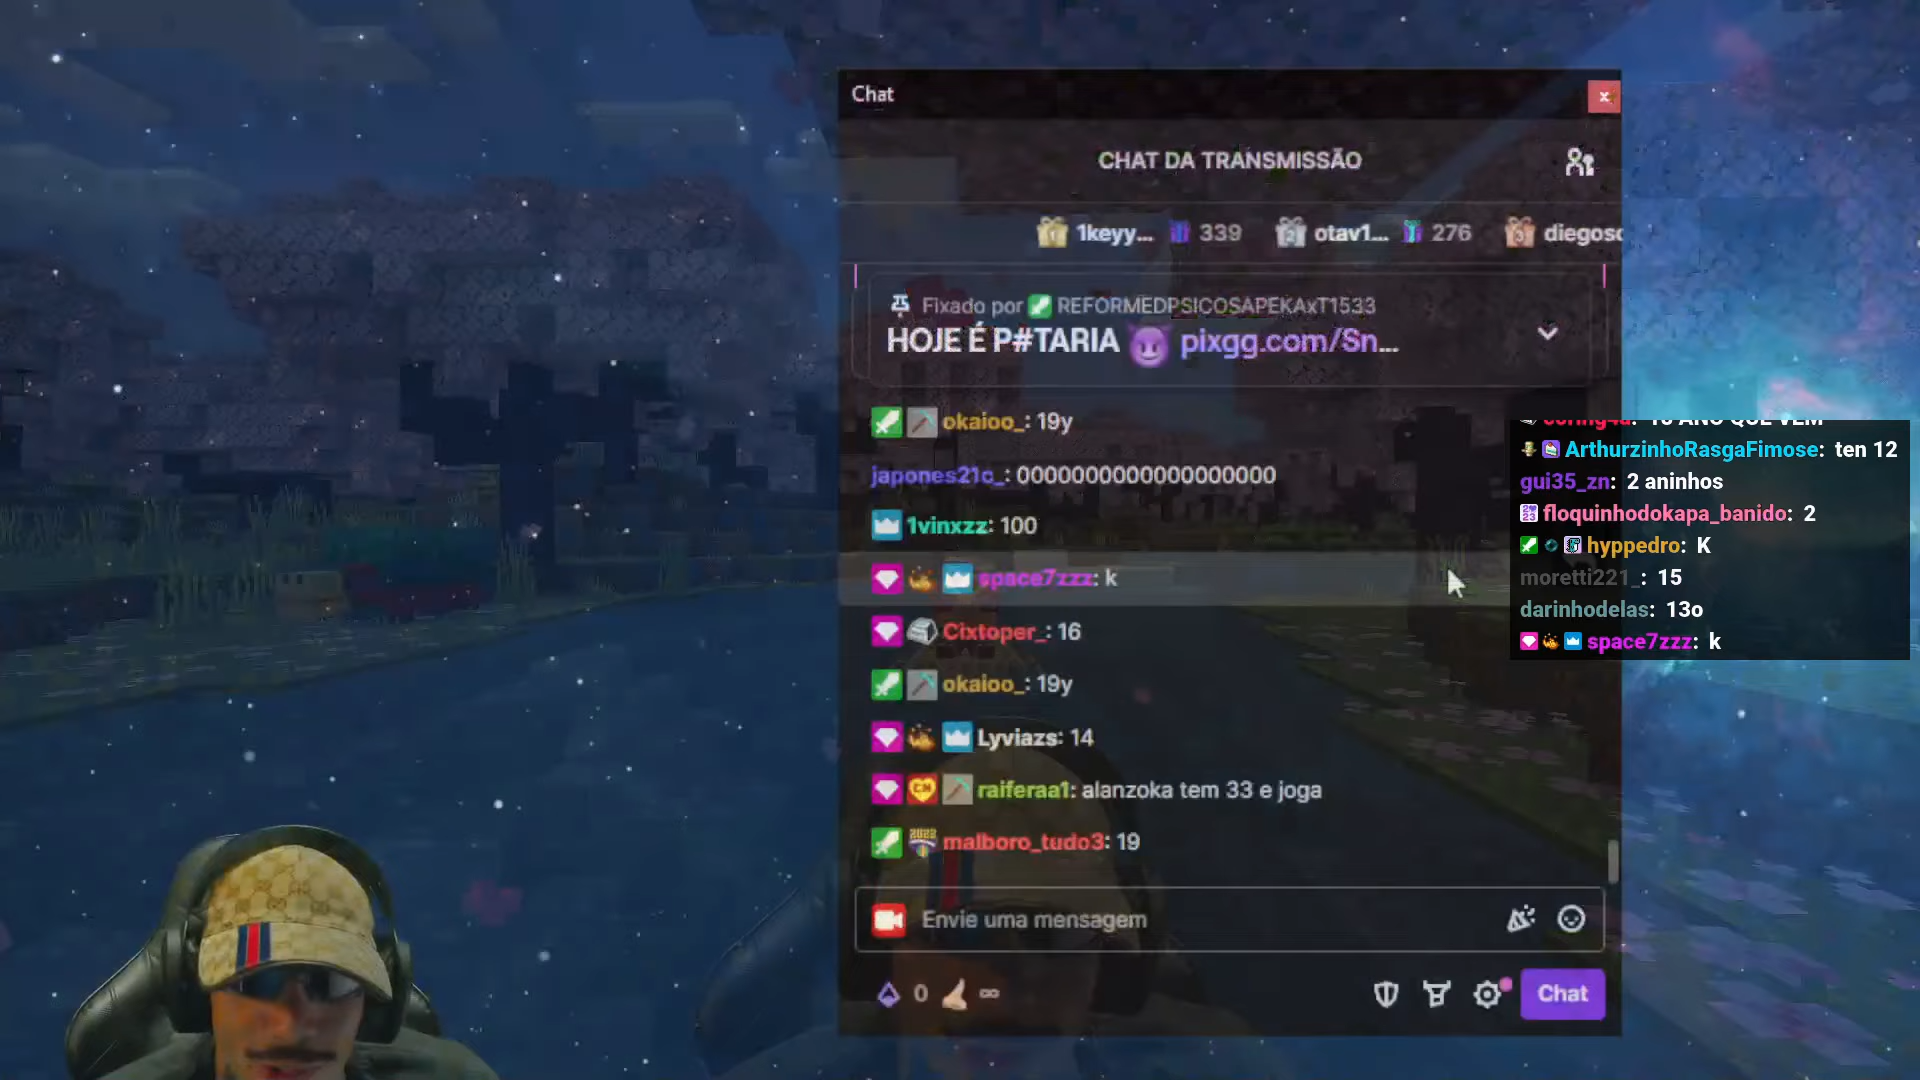 Chat
x
CHAT DA TRANSMISSÃO
1keyy... 339 otav1... 276 diegosc
Fixado por REFORMEDPSICOSAPEKAxT1533
HOJE É P#TARIA 😈 pixgg.com/Sn...
okaioo_: 19y
japones21c_: 0000000000000000000
1vinxzz: 100
space7zzz: k
Cixtoper_: 16
okaioo_: 19y
Lyviazs: 14
raiferaa1: alanzoka tem 33 e joga
malboro_tudo3: 19
Envie uma mensagem
0 ∞
Chat
ArthurzinhoRasgaFimose: ten 12
gui35_zn: 2 aninhos
floquinhodokapa_banido: 2
hyppedro: K
moretti221_: 15
darinhodelas: 13o
space7zzz: k